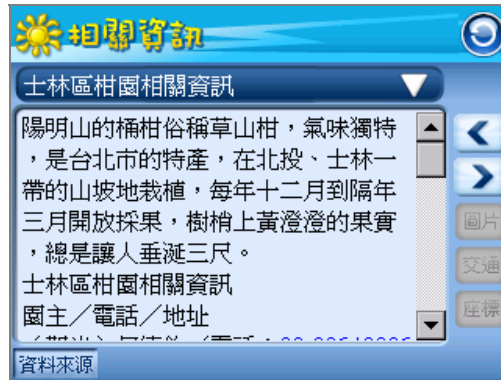 相關資訊
士林區柑園相關資訊
陽明山的桶柑俗稱草山柑，氣味獨特
，是台北市的特產，在北投、士林一
帶的山坡地栽植，每年十二月到隔年
三月開放採果，樹梢上黃澄澄的果實
，總是讓人垂涎三尺。
士林區柑園相關資訊
園主／電話／地址
圖片
交通
座標
資料來源